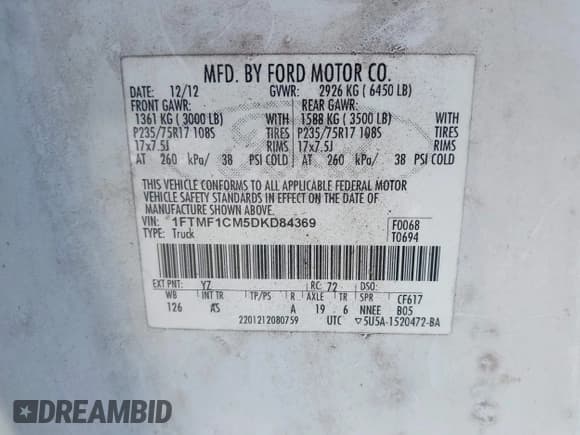 MFD. BY FORD MOTOR CO.
DATE: 12/12 GVWR: 2926 KG ( 6450 LB)
FRONT GAWR: REAR GAWR:
1361 KG ( 3000 LB) WITH 1588 KG ( 3500 LB) WITH
P235/75R17 108S TIRES P235/75R17 108S TIRES
17x7.5J RIMS 17x7.5J RIMS
AT 260 kPa/ 38 PSI COLD AT 260 kPa/ 38 PSI COLD
THIS VEHICLE CONFORMS TO ALL APPLICABLE FEDERAL MOTOR
VEHICLE SAFETY STANDARDS IN EFFECT ON THE DATE OF
MANUFACTURE SHOWN ABOVE.
VIN: 1FTMF1CM5DKD84369 F0068
TYPE: Truck T0694
EXT PNT: YZ RC: 72 DSO:
WB INT TR TP/PS R AXLE TR SPR CF617
126 AS A 19 6 NNEE B05
2201212080759 UTC ▽5U5A-1520472-BA
DREAMBID